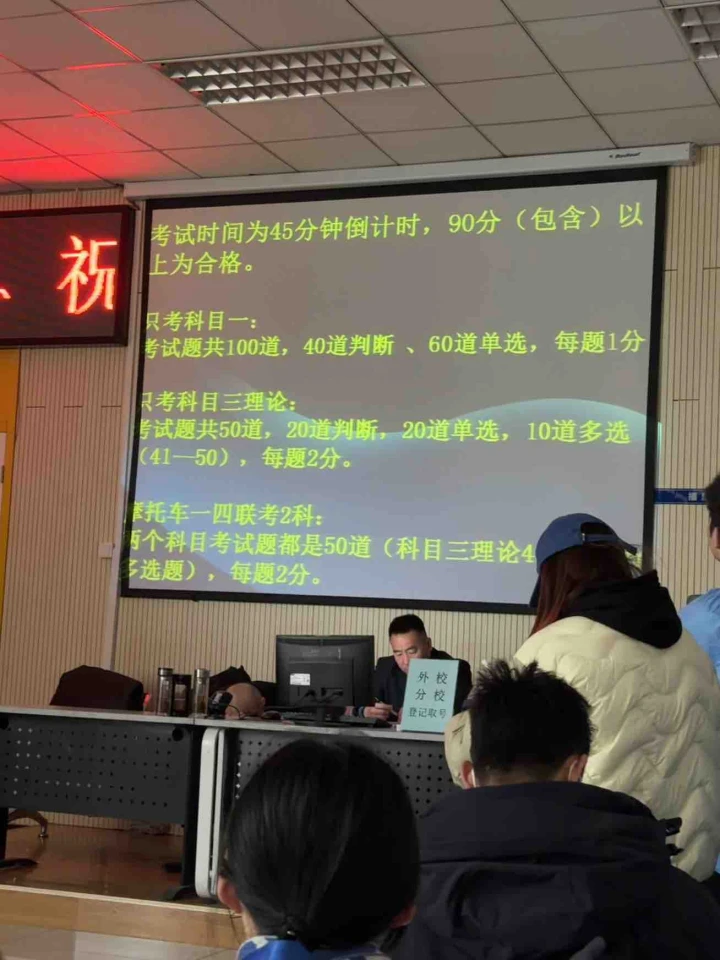 祝
考试时间为45分钟倒计时，90分（包含）以
上为合格。
只考科目一：
考试题共100道，40道判断 、60道单选，每题1分
只考科目三理论：
考试题共50道，20道判断，20道单选，10道多选
（41—50），每题2分。
摩托车一四联考2科：
两个科目考试题都是50道（科目三理论4
多选题），每题2分。
外 校
分 校
登记取号